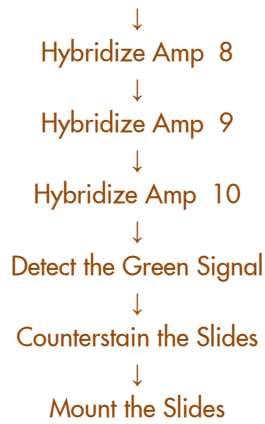 ↓
Hybridize Amp 8
↓
Hybridize Amp 9
↓
Hybridize Amp 10
↓
Detect the Green Signal
↓
Counterstain the Slides
↓
Mount the Slides